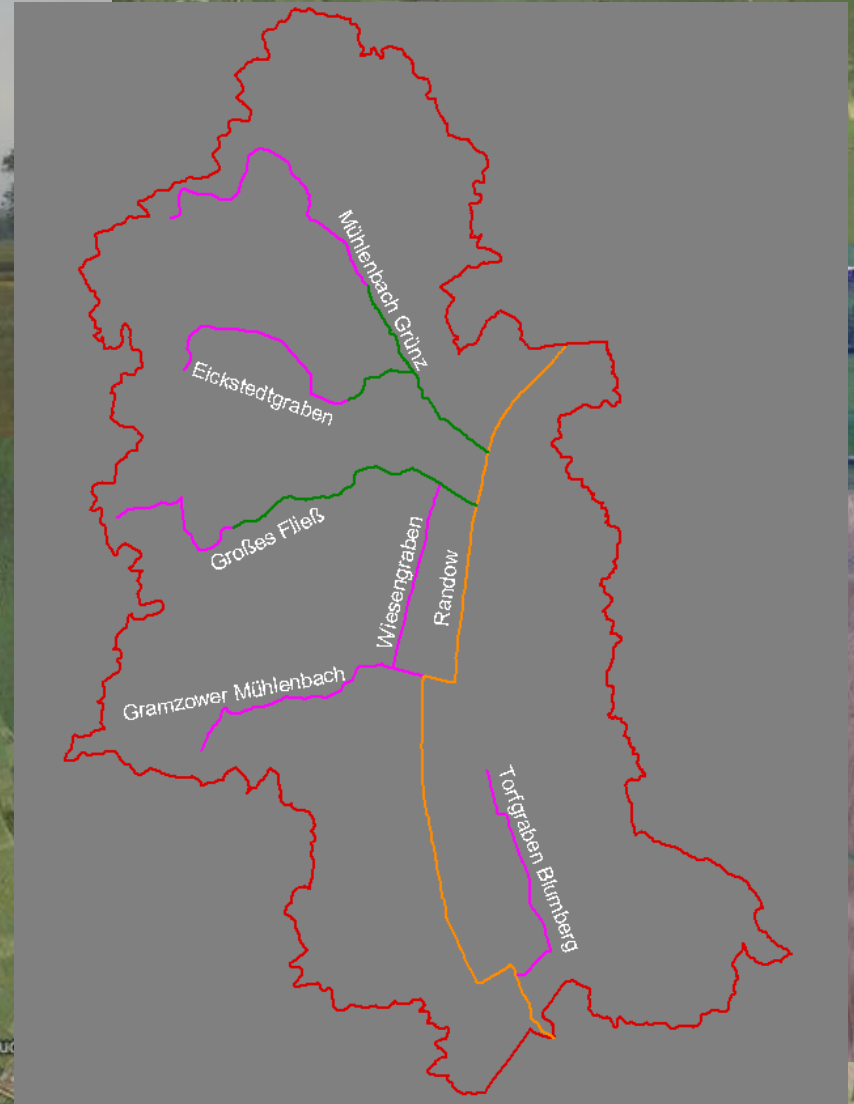 Mühlenbach Grünz
Eickstedtgraben
Großes Fließ
Wiesengraben
Randow
Gramzower Mühlenbach
Torfgraben Blumberg